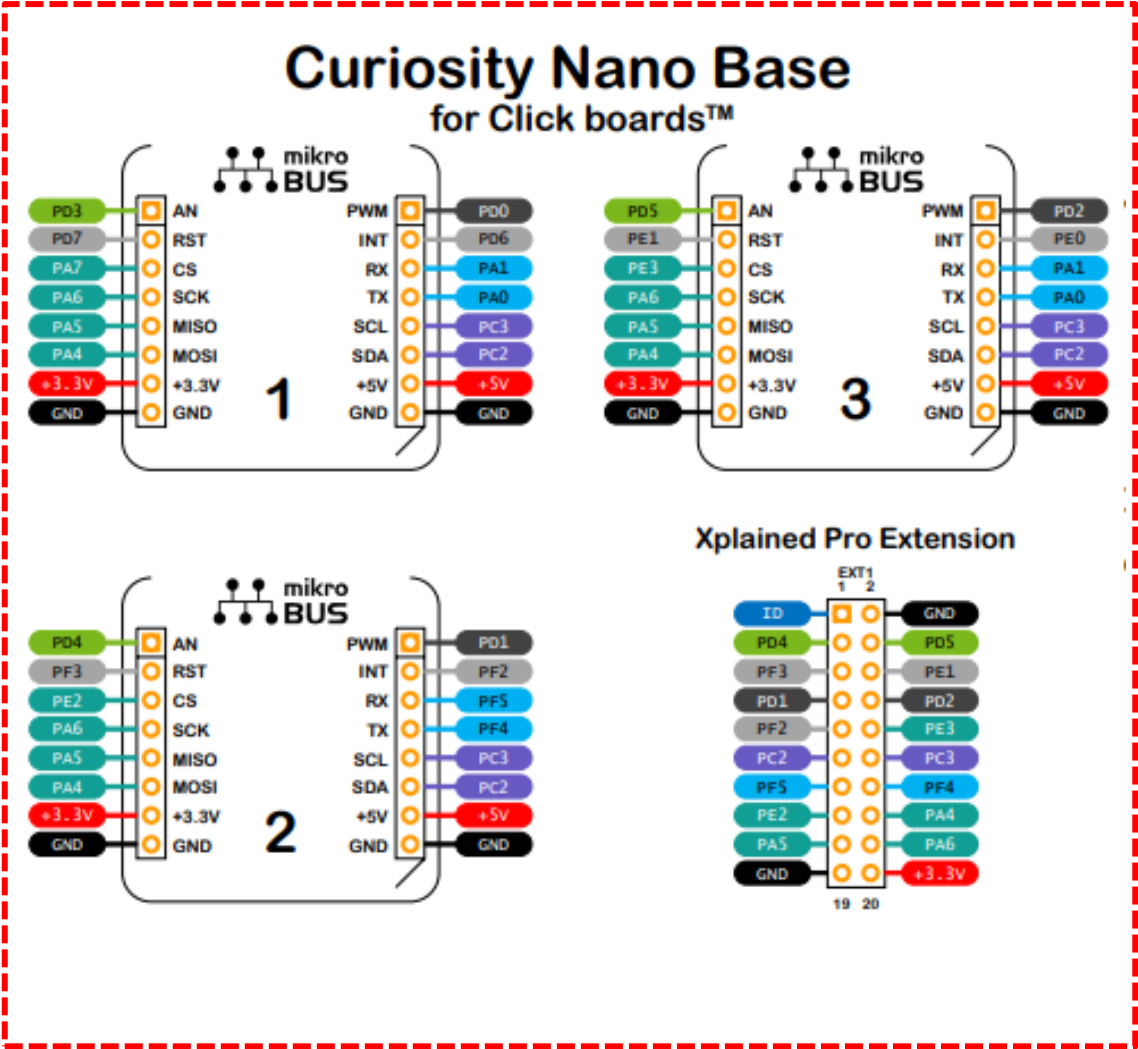 Curiosity Nano Base
for Click boards™
mikro
BUS
PD3 AN PWM PD0
PD7 RST INT PD6
PA7 CS RX PA1
PA6 SCK TX PA0
PA5 MISO SCL PC3
PA4 MOSI SDA PC2
+3.3V +3.3V +5V +5V
GND GND GND GND
1
mikro
BUS
PD5 AN PWM PD2
PE1 RST INT PE0
PE3 CS RX PA1
PA6 SCK TX PA0
PA5 MISO SCL PC3
PA4 MOSI SDA PC2
+3.3V +3.3V +5V +5V
GND GND GND GND
3
mikro
BUS
PD4 AN PWM PD1
PF3 RST INT PF2
PE2 CS RX PF5
PA6 SCK TX PF4
PA5 MISO SCL PC3
PA4 MOSI SDA PC2
+3.3V +3.3V +5V +5V
GND GND GND GND
2
Xplained Pro Extension
EXT1
1 2
ID GND
PD4 PD5
PF3 PE1
PD1 PD2
PF2 PE3
PC2 PC3
PF5 PF4
PE2 PA4
PA5 PA6
GND +3.3V
19 20